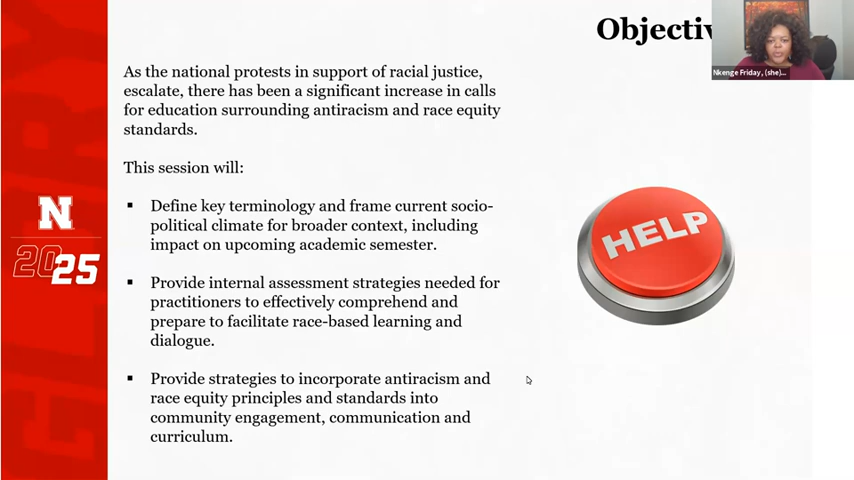 Objectiv
Nkenge Friday, (she)...
As the national protests in support of racial justice,
escalate, there has been a significant increase in calls
for education surrounding antiracism and race equity
standards.
This session will:
▪ Define key terminology and frame current socio-
political climate for broader context, including
impact on upcoming academic semester.
▪ Provide internal assessment strategies needed for
practitioners to effectively comprehend and
prepare to facilitate race-based learning and
dialogue.
▪ Provide strategies to incorporate antiracism and
race equity principles and standards into
community engagement, communication and
curriculum.
HELP
N
2025
GLORY